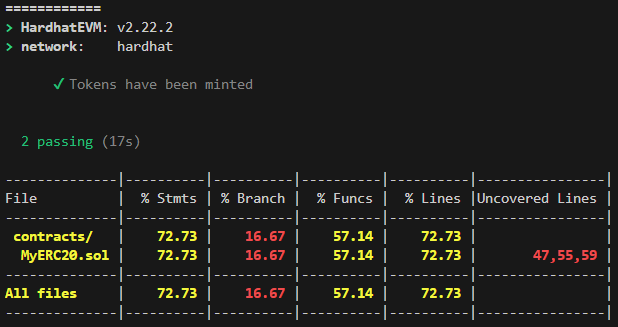 ============
> HardhatEVM: v2.22.2
> network:    hardhat
✓ Tokens have been minted
2 passing (17s)
--------------|----------|----------|----------|----------|----------------|
File          |  % Stmts | % Branch |  % Funcs |  % Lines |Uncovered Lines |
--------------|----------|----------|----------|----------|----------------|
 contracts/   |    72.73 |    16.67 |    57.14 |    72.73 |                |
  MyERC20.sol |    72.73 |    16.67 |    57.14 |    72.73 |       47,55,59 |
--------------|----------|----------|----------|----------|----------------|
All files     |    72.73 |    16.67 |    57.14 |    72.73 |                |
--------------|----------|----------|----------|----------|----------------|